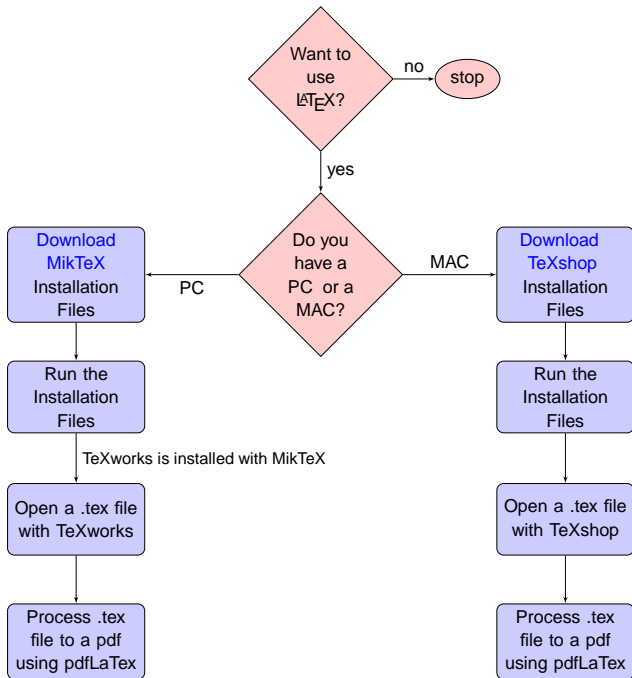 Want to
use
LATEX?
no
stop
yes
Do you
have a
PC or a
MAC?
PC
MAC
Download
MikTeX
Installation
Files
Run the
Installation
Files
TeXworks is installed with MikTeX
Open a .tex file
with TeXworks
Process .tex
file to a pdf
using pdfLaTex
Download
TeXshop
Installation
Files
Run the
Installation
Files
Open a .tex file
with TeXshop
Process .tex
file to a pdf
using pdfLaTex